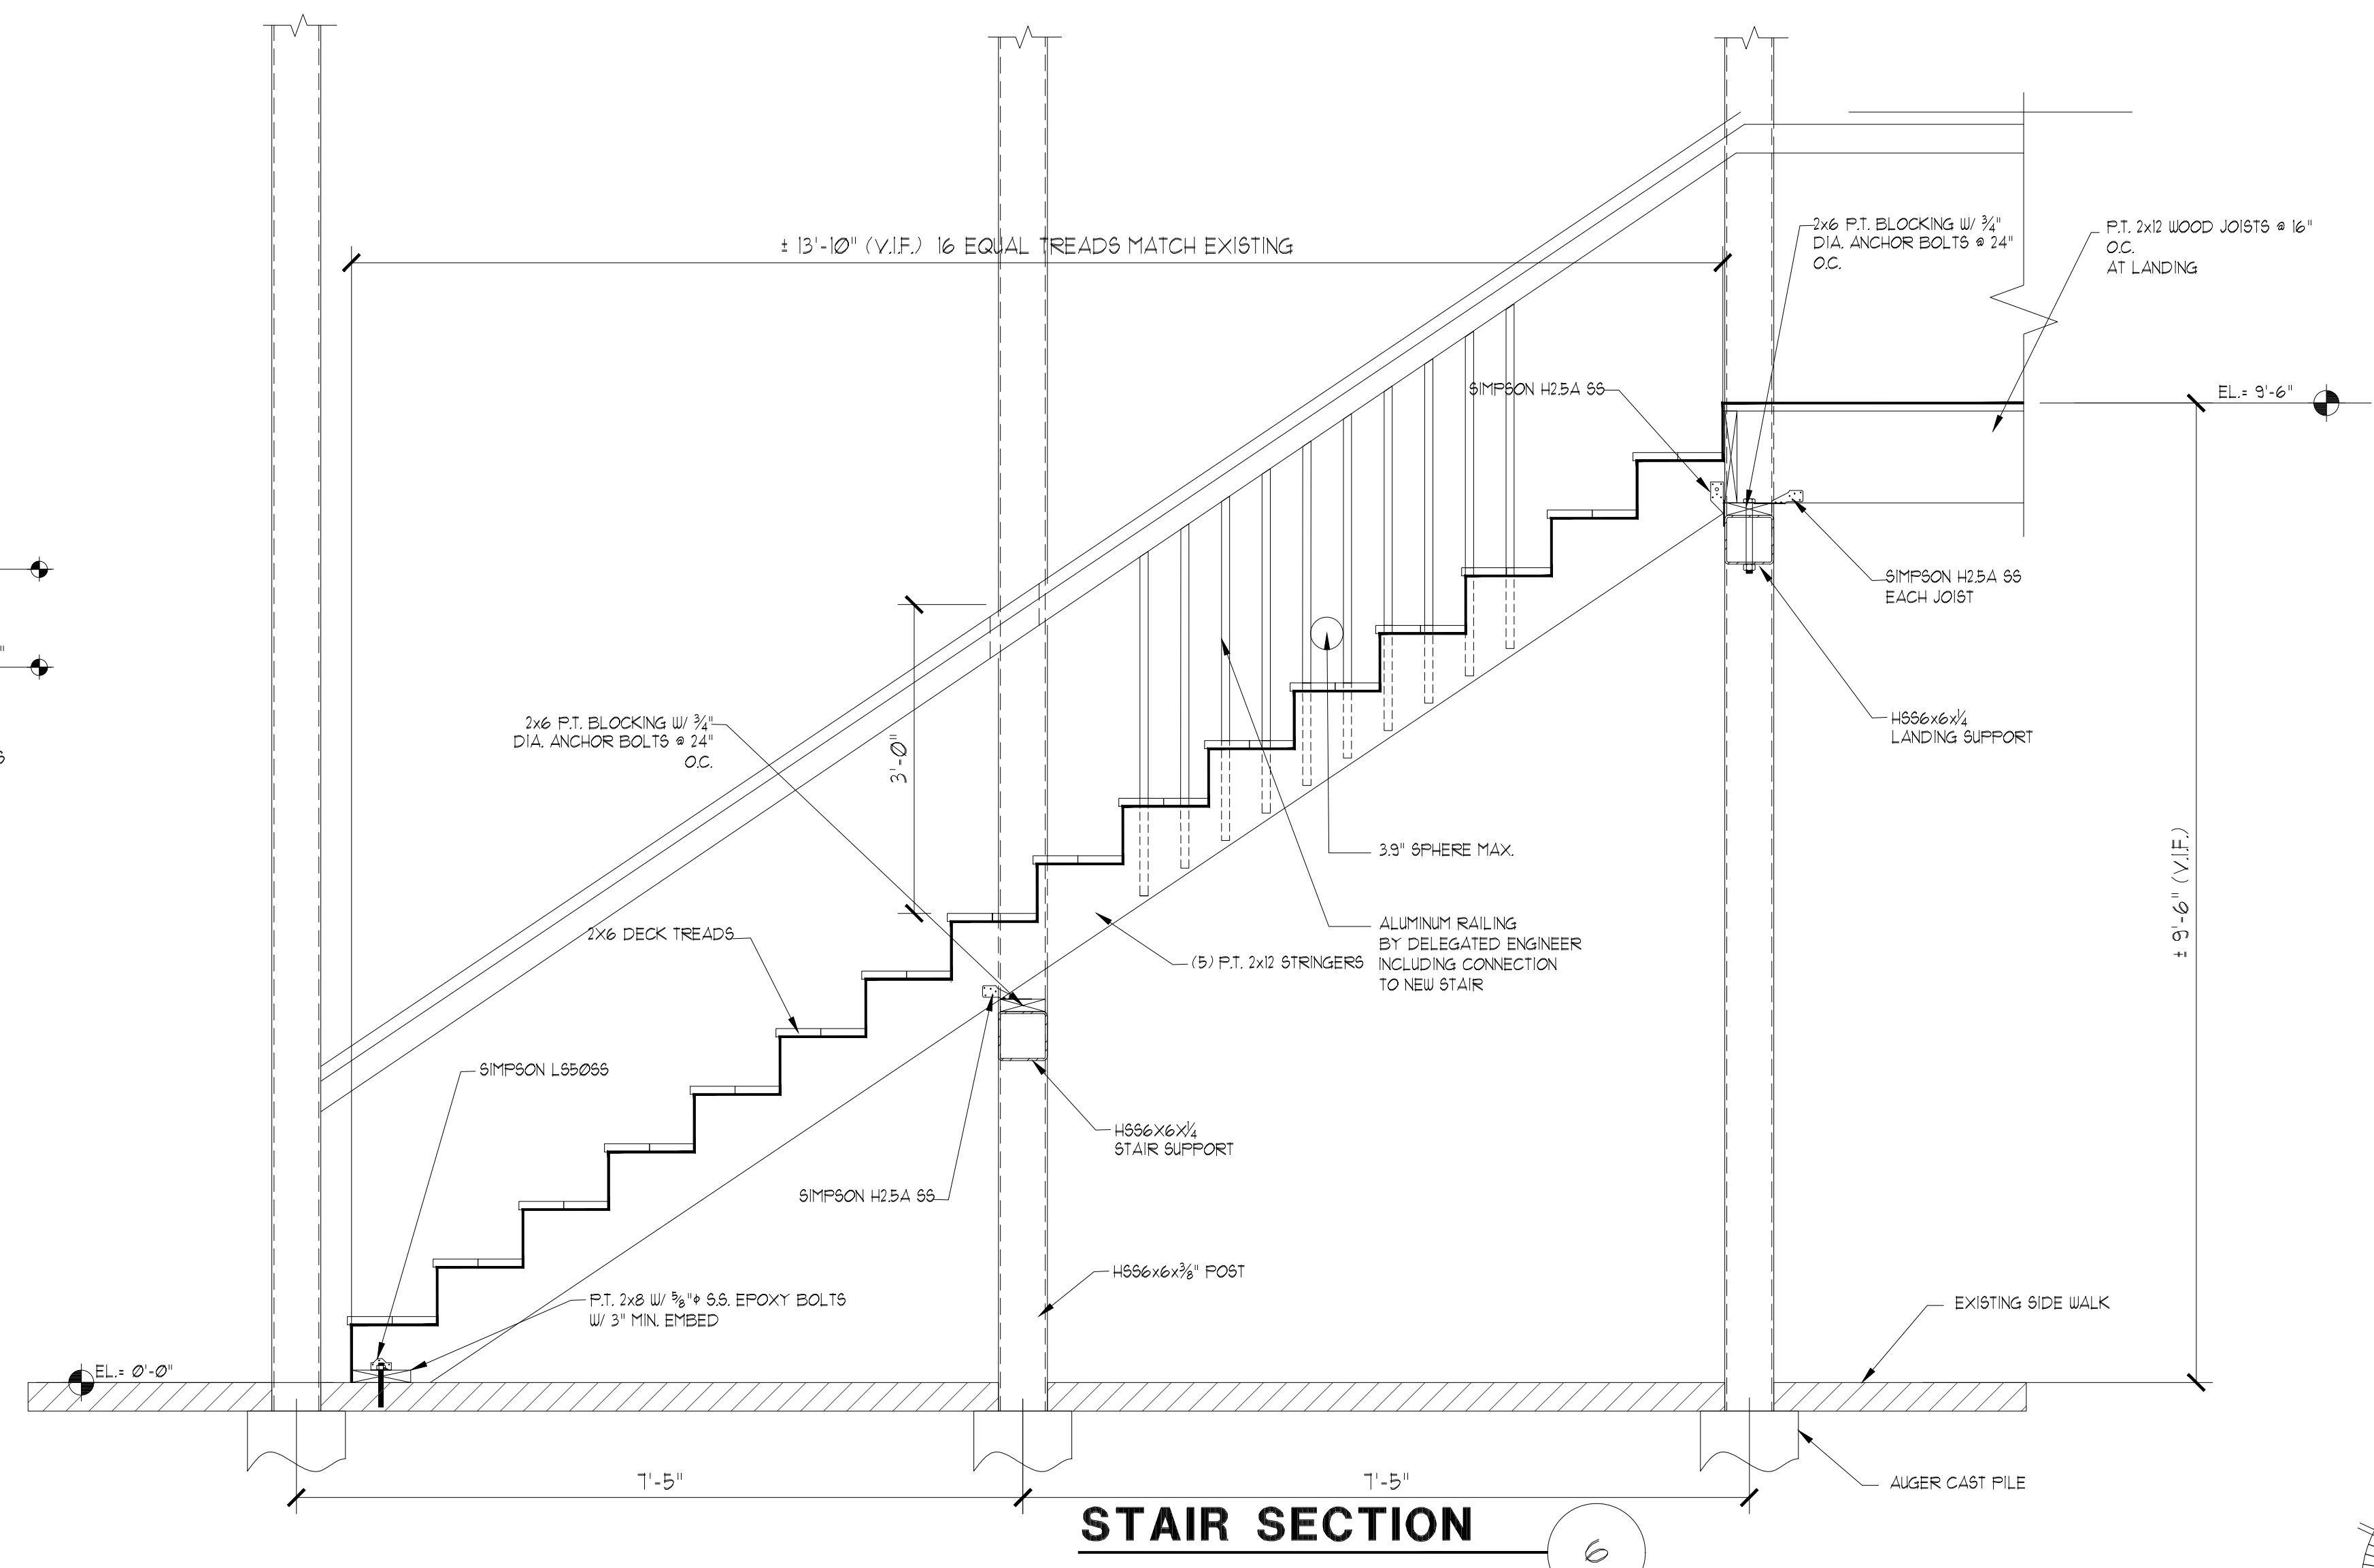 ± 13'-10" (V.I.F.) 16 EQUAL TREADS MATCH EXISTING
2x6 P.T. BLOCKING W/ 3/4"
DIA. ANCHOR BOLTS @ 24"
O.C.
P.T. 2x12 WOOD JOISTS @ 16"
O.C.
AT LANDING
SIMPSON H2.5A SS
EL.= 9'-6"
SIMPSON H2.5A SS
EACH JOIST
HSS6x6x1/4
LANDING SUPPORT
2x6 P.T. BLOCKING W/ 3/4"
DIA. ANCHOR BOLTS @ 24"
O.C.
3'-0"
3.9" SPHERE MAX.
± 9'-6" (V.I.F.)
2X6 DECK TREADS
ALUMINUM RAILING
BY DELEGATED ENGINEER
INCLUDING CONNECTION
TO NEW STAIR
(5) P.T. 2x12 STRINGERS
SIMPSON LS50SS
HSS6X6X1/4
STAIR SUPPORT
SIMPSON H2.5A SS
HSS6x6x3/8" POST
P.T. 2x8 W/ 5/8"ϕ S.S. EPOXY BOLTS
W/ 3" MIN. EMBED
EXISTING SIDE WALK
EL.= 0'-0"
7'-5"
7'-5"
AUGER CAST PILE
STAIR SECTION
6